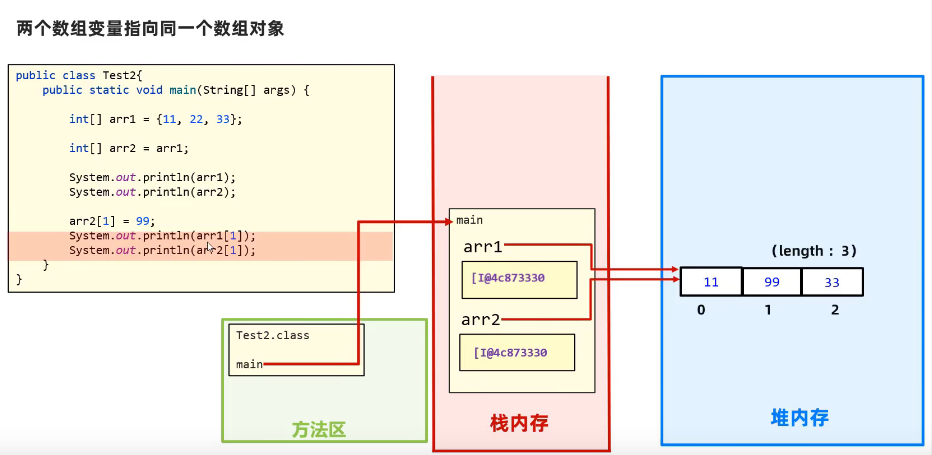 两个数组变量指向同一个数组对象
public class Test2{
public static void main(String[] args) {
int[] arr1 = {11, 22, 33};
int[] arr2 = arr1;
System.out.println(arr1);
System.out.println(arr2);
arr2[1] = 99;
System.out.println(arr1[1]);
System.out.println(arr2[1]);
}
}
Test2.class
main
方法区
main
arr1
[I@4c873330
arr2
[I@4c873330
栈内存
(length : 3)
11 99 33
0 1 2
堆内存